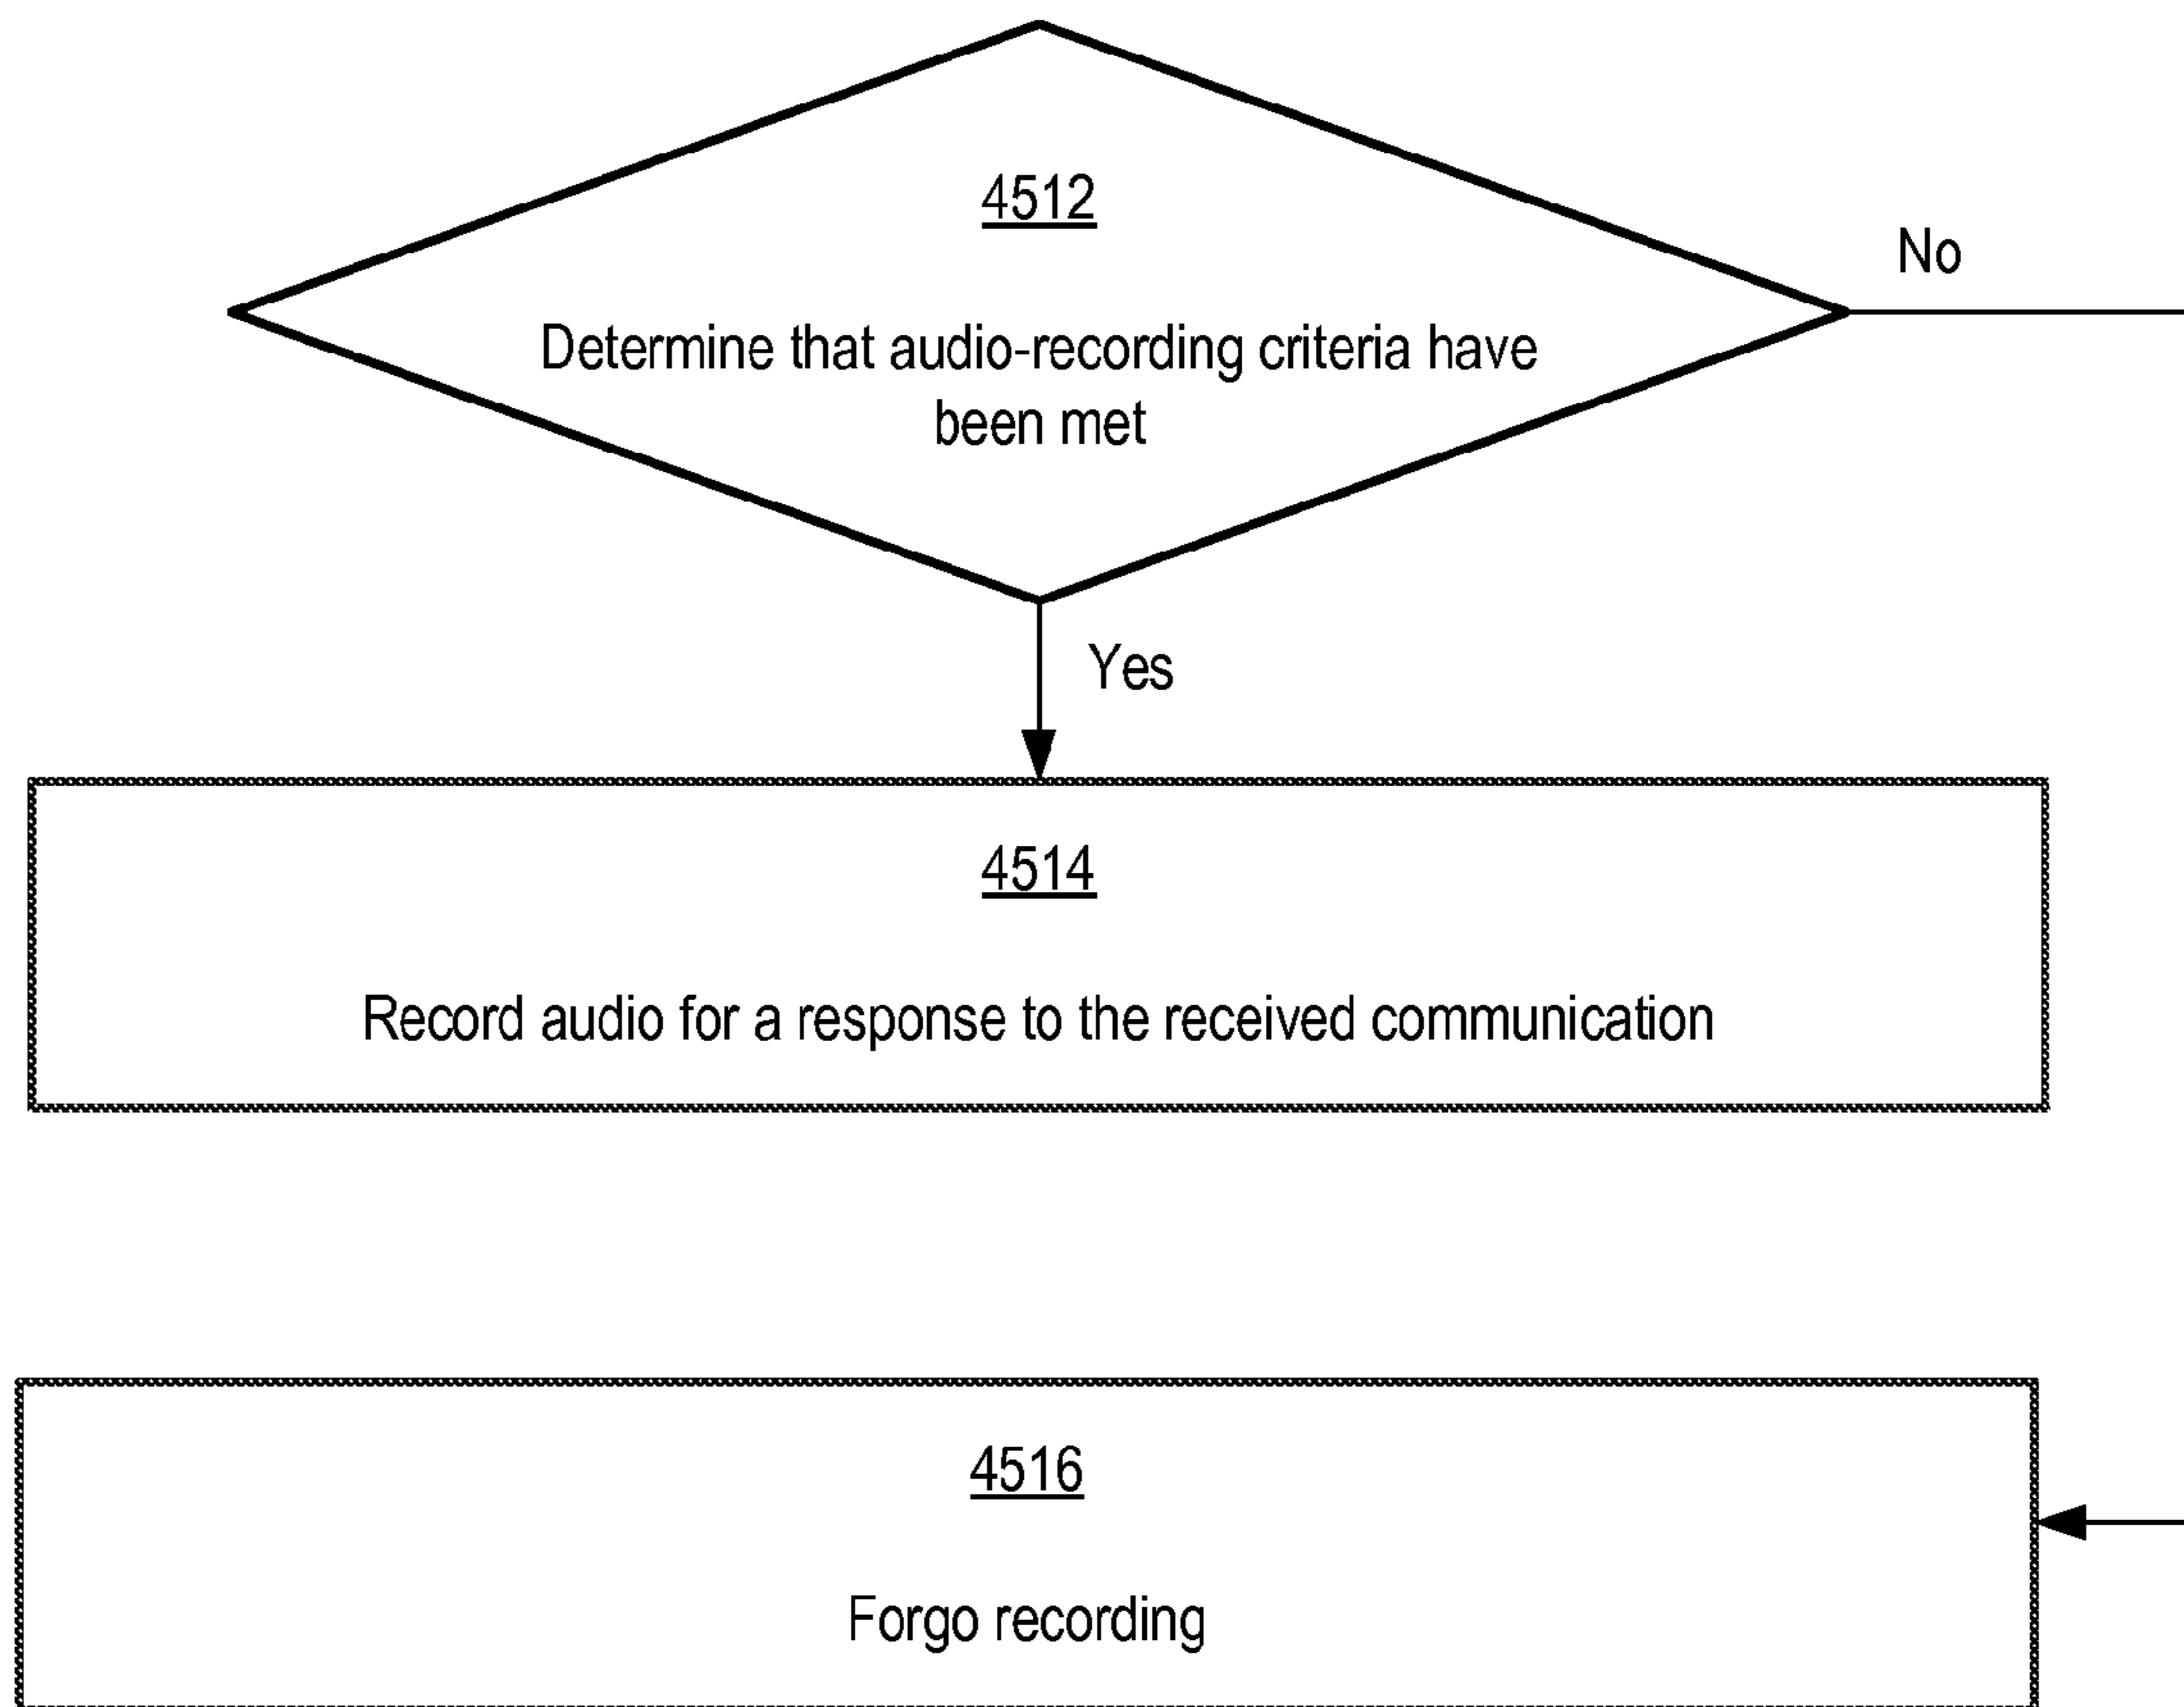 4512
No
Determine that audio-recording criteria have
been met
Yes
4514
Record audio for a response to the received communication
4516
Forgo recording